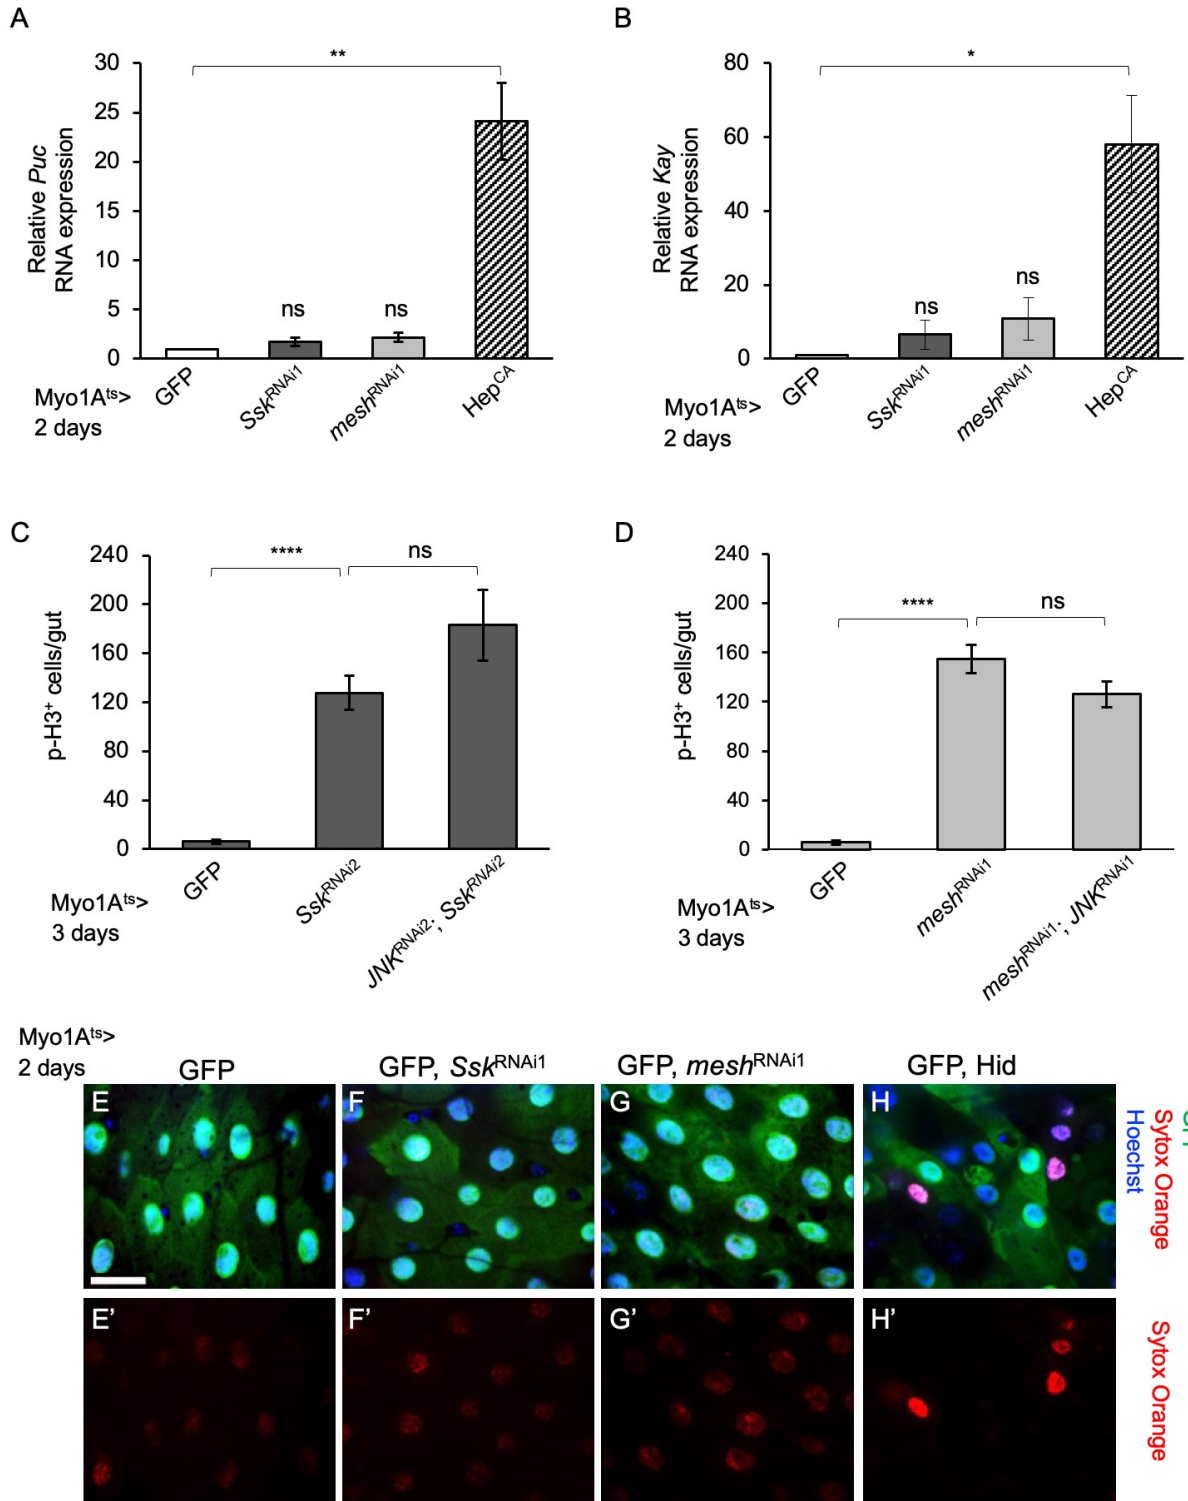 A
**
30
25
20
15
10
5
0
Relative Puc
RNA expression
ns
ns
Myo1Aᵗˢ>
2 days
GFP
Sskᴿᴺᴬⁱ¹
meshᴿᴺᴬⁱ¹
Hepᶜᴬ
B
*
80
60
40
20
0
Relative Kay
RNA expression
ns
ns
Myo1Aᵗˢ>
2 days
GFP
Sskᴿᴺᴬⁱ¹
meshᴿᴺᴬⁱ¹
Hepᶜᴬ
C
****
ns
240
200
160
120
80
40
0
p-H3⁺ cells/gut
Myo1Aᵗˢ>
3 days
GFP
Sskᴿᴺᴬⁱ²
JNKᴿᴺᴬⁱ²; Sskᴿᴺᴬⁱ²
D
****
ns
240
200
160
120
80
40
0
p-H3⁺ cells/gut
Myo1Aᵗˢ>
3 days
GFP
meshᴿᴺᴬⁱ¹
meshᴿᴺᴬⁱ¹; JNKᴿᴺᴬⁱ¹
Myo1Aᵗˢ>
2 days
GFP
GFP, Sskᴿᴺᴬⁱ¹
GFP, meshᴿᴺᴬⁱ¹
GFP, Hid
E
F
G
H
Sytox Orange
Hoechst
E’
F’
G’
H’
Sytox Orange